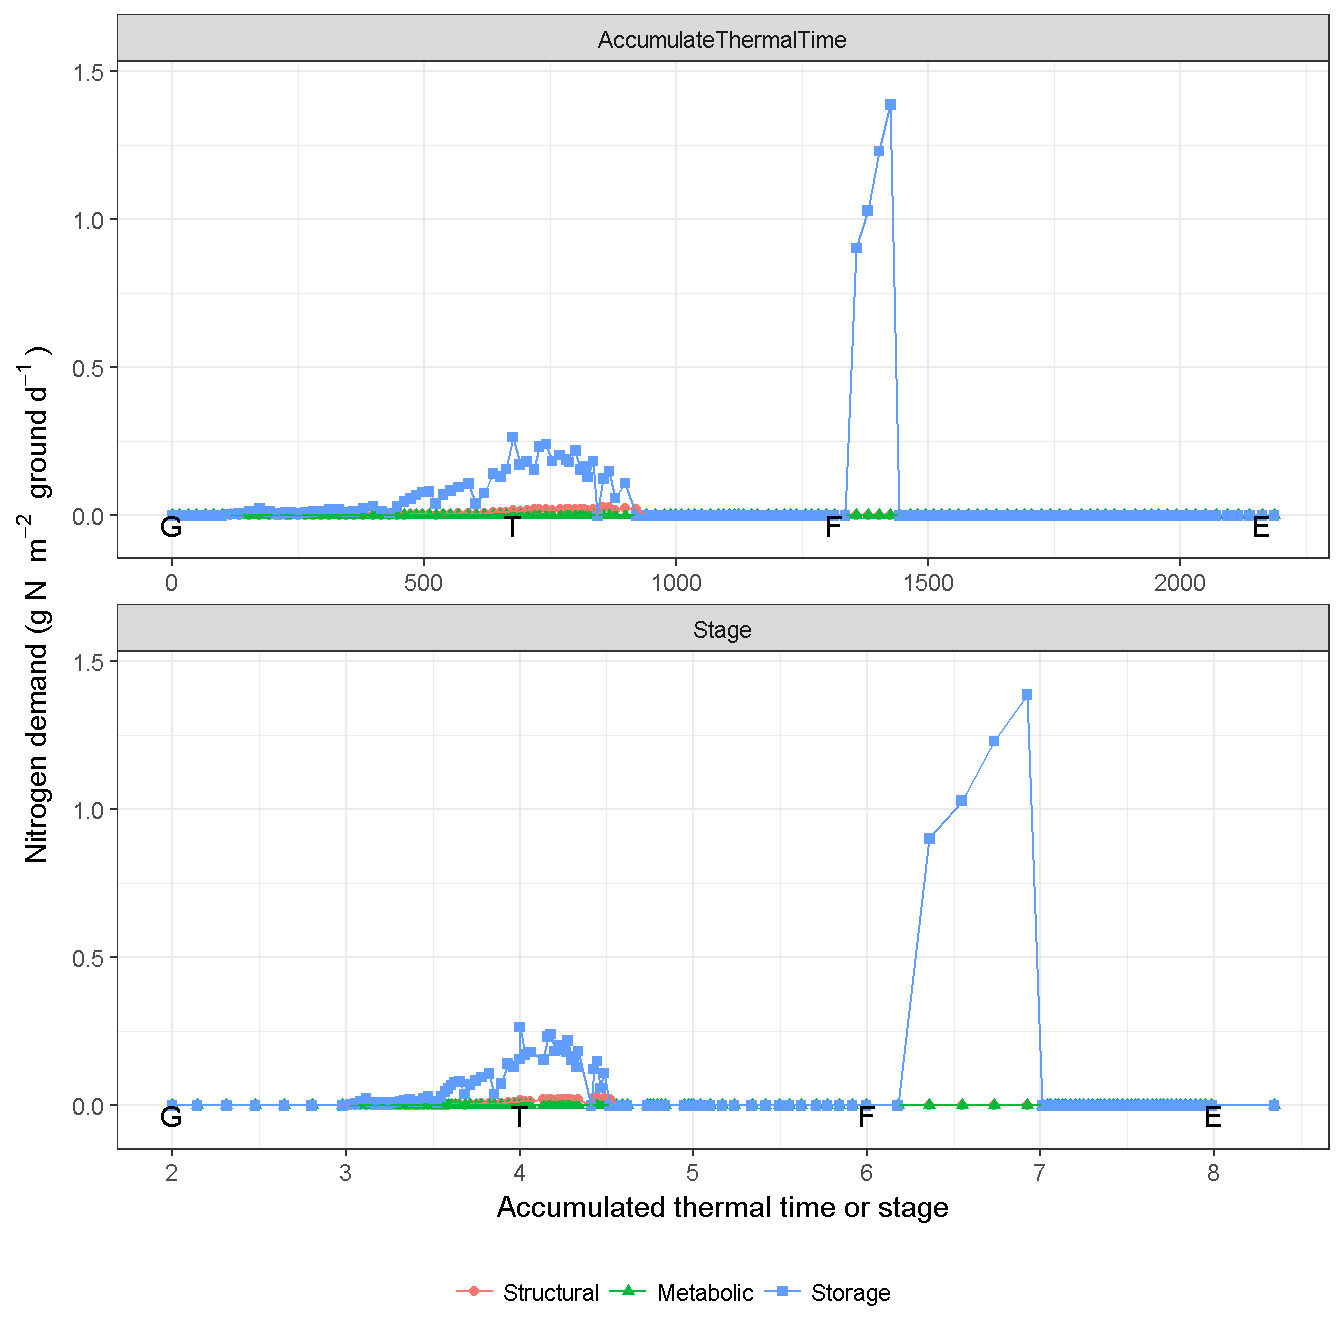 AccumulateThermalTime
1.5
1.0
0.5
0.0
G T F E
0 500 1000 1500 2000
Stage
1.5
1.0
0.5
0.0
G T F E
2 3 4 5 6 7 8
Nitrogen demand (g N m⁻² ground d⁻¹)
Accumulated thermal time or stage
Structural Metabolic Storage